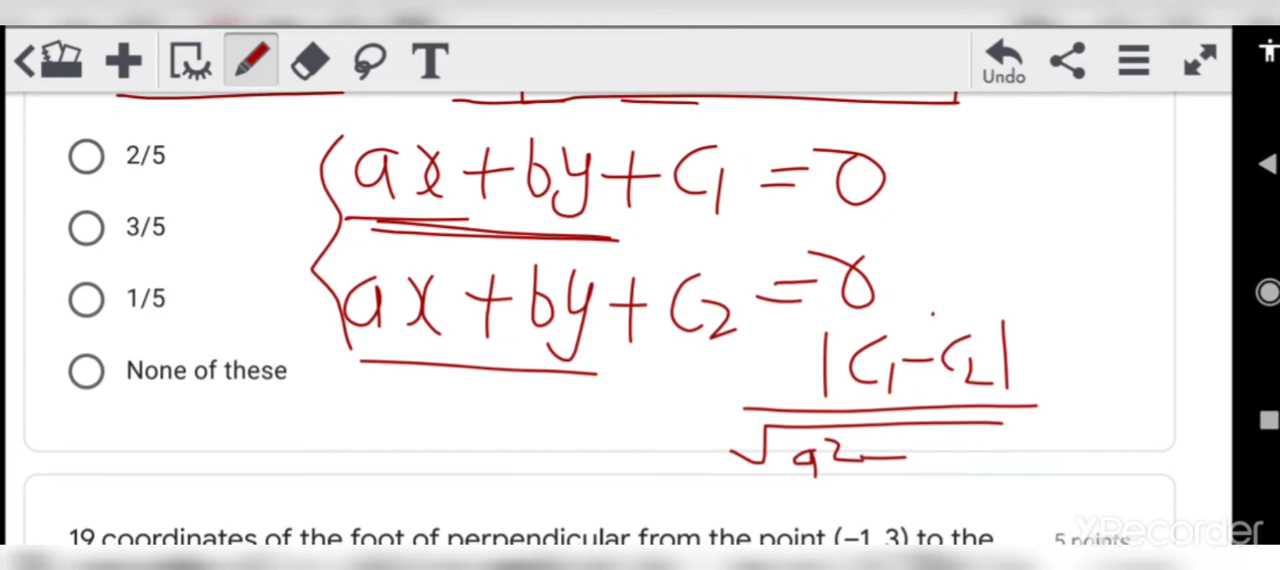 Undo
2/5
ax + by + C1 = 0
3/5
1/5
ax + by + C2 = 0
None of these
|C1 - C2|
√a2 -
19 coordinates of the foot of perpendicular from the point (−1, 3) to the
5 points
XRecorder